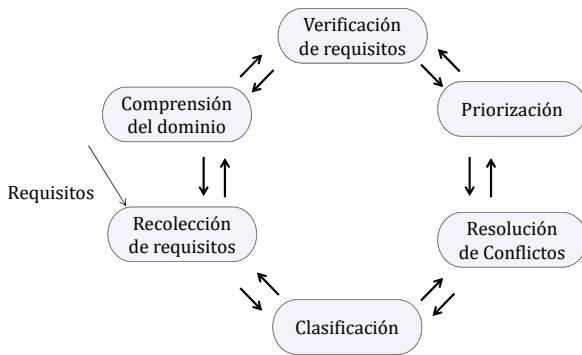 Verificación
de requisitos
Comprensión
del dominio
Priorización
Requisitos
Recolección
de requisitos
Resolución
de Conflictos
Clasificación